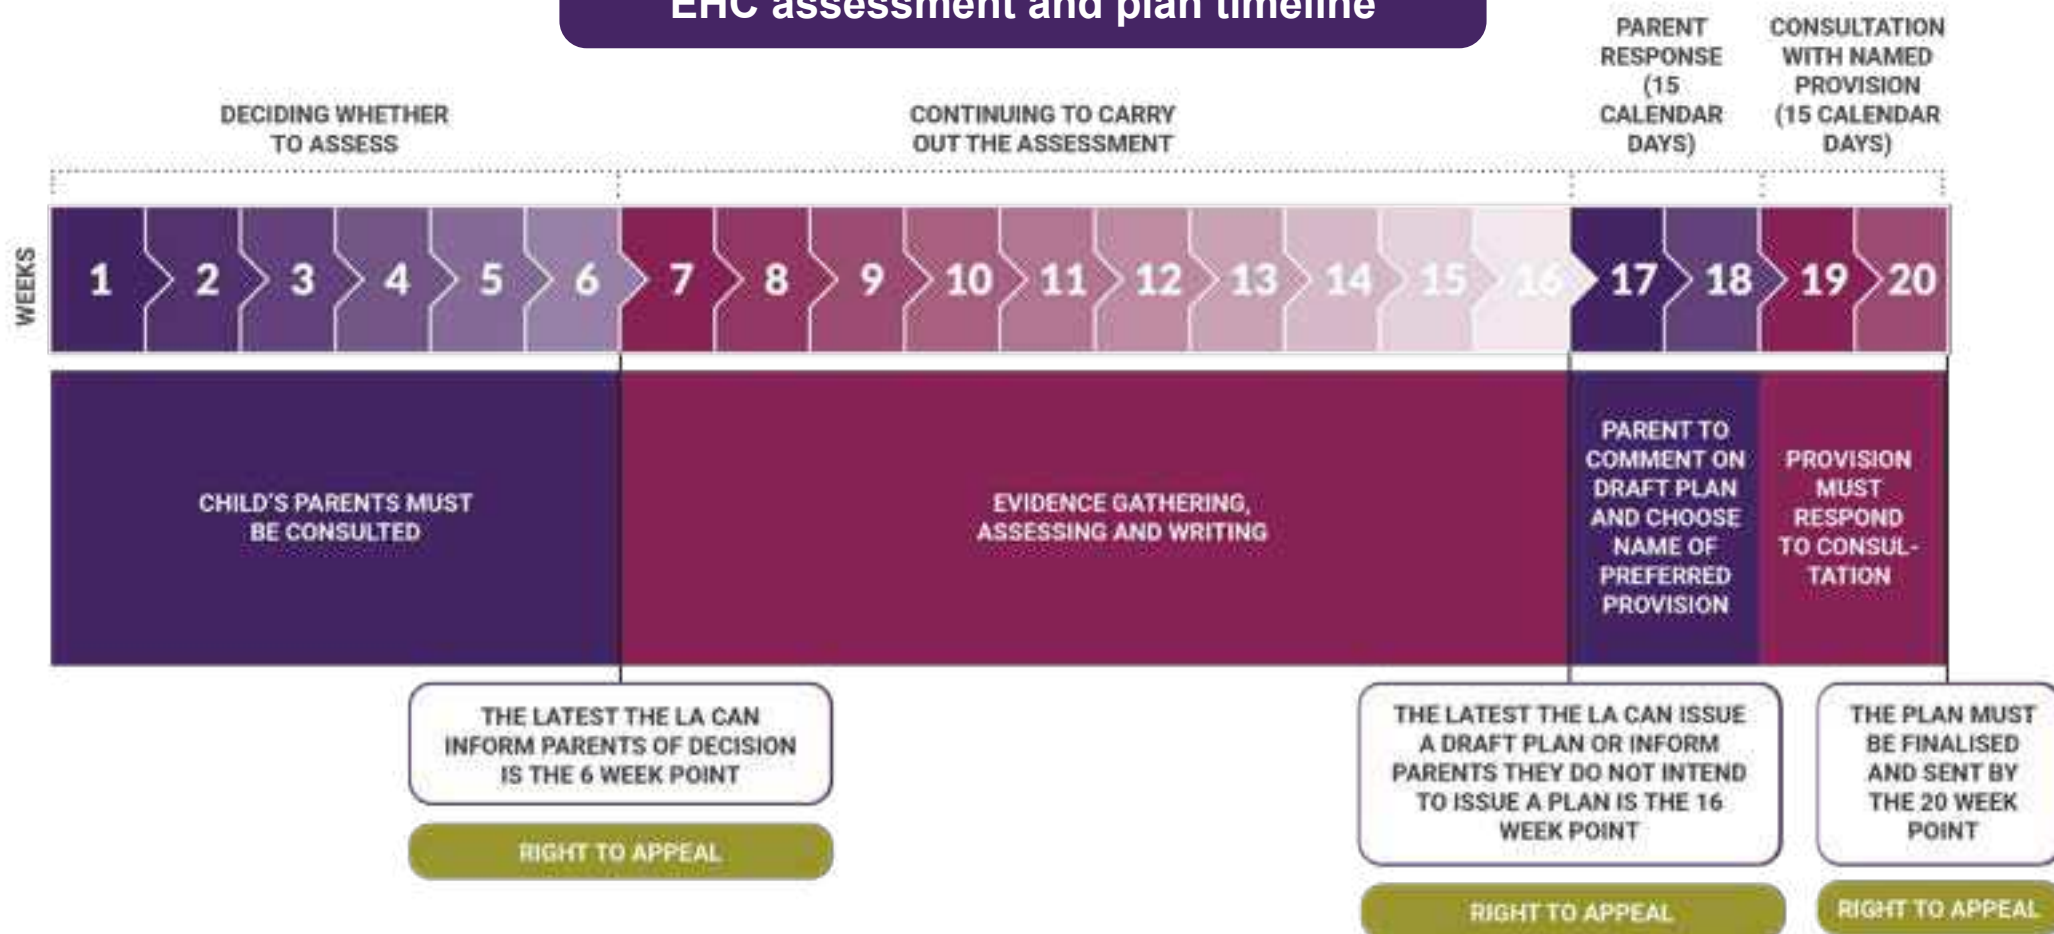 EHC assessment and plan timeline
DECIDING WHETHER
TO ASSESS
CONTINUING TO CARRY
OUT THE ASSESSMENT
PARENT
RESPONSE
(15
CALENDAR
DAYS)
CONSULTATION
WITH NAMED
PROVISION
(15 CALENDAR
DAYS)
WEEKS
1 2 3 4 5 6 7 8 9 10 11 12 13 14 15 16 17 18 19 20
CHILD'S PARENTS MUST
BE CONSULTED
EVIDENCE GATHERING,
ASSESSING AND WRITING
PARENT TO
COMMENT ON
DRAFT PLAN
AND CHOOSE
NAME OF
PREFERRED
PROVISION
PROVISION
MUST
RESPOND
TO CONSUL-
TATION
THE LATEST THE LA CAN
INFORM PARENTS OF DECISION
IS THE 6 WEEK POINT
RIGHT TO APPEAL
THE LATEST THE LA CAN ISSUE
A DRAFT PLAN OR INFORM
PARENTS THEY DO NOT INTEND
TO ISSUE A PLAN IS THE 16
WEEK POINT
RIGHT TO APPEAL
THE PLAN MUST
BE FINALISED
AND SENT BY
THE 20 WEEK
POINT
RIGHT TO APPEAL